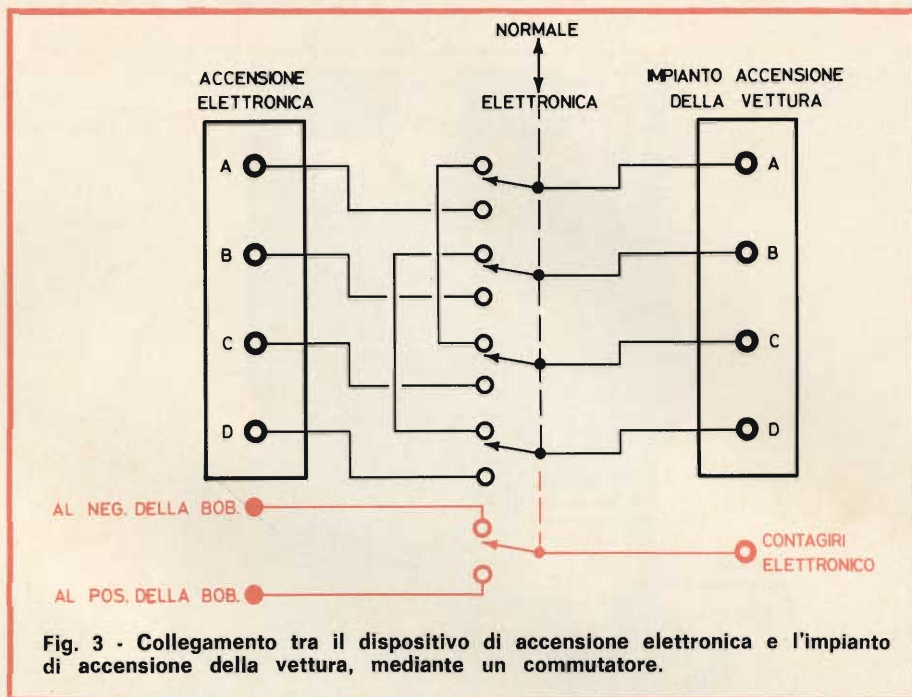 NORMALE
ACCENSIONE
ELETTRONICA
ELETTRONICA
IMPIANTO ACCENSIONE
DELLA VETTURA
A
A
B
B
C
C
D
D
AL NEG. DELLA BOB.
CONTAGIRI
ELETTRONICO
AL POS. DELLA BOB.
Fig. 3 - Collegamento tra il dispositivo di accensione elettronica e l'impianto
di accensione della vettura, mediante un commutatore.